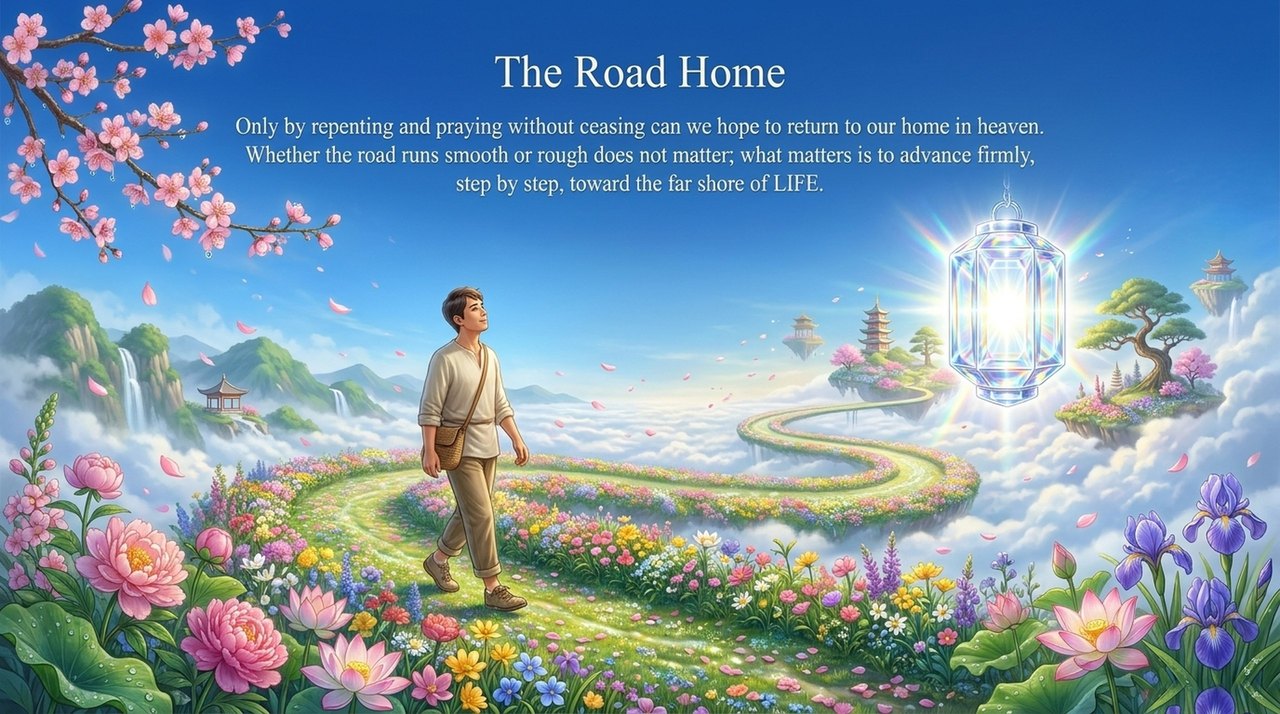 The Road Home
Only by repenting and praying without ceasing can we hope to return to our home in heaven.
Whether the road runs smooth or rough does not matter; what matters is to advance firmly,
step by step, toward the far shore of LIFE.